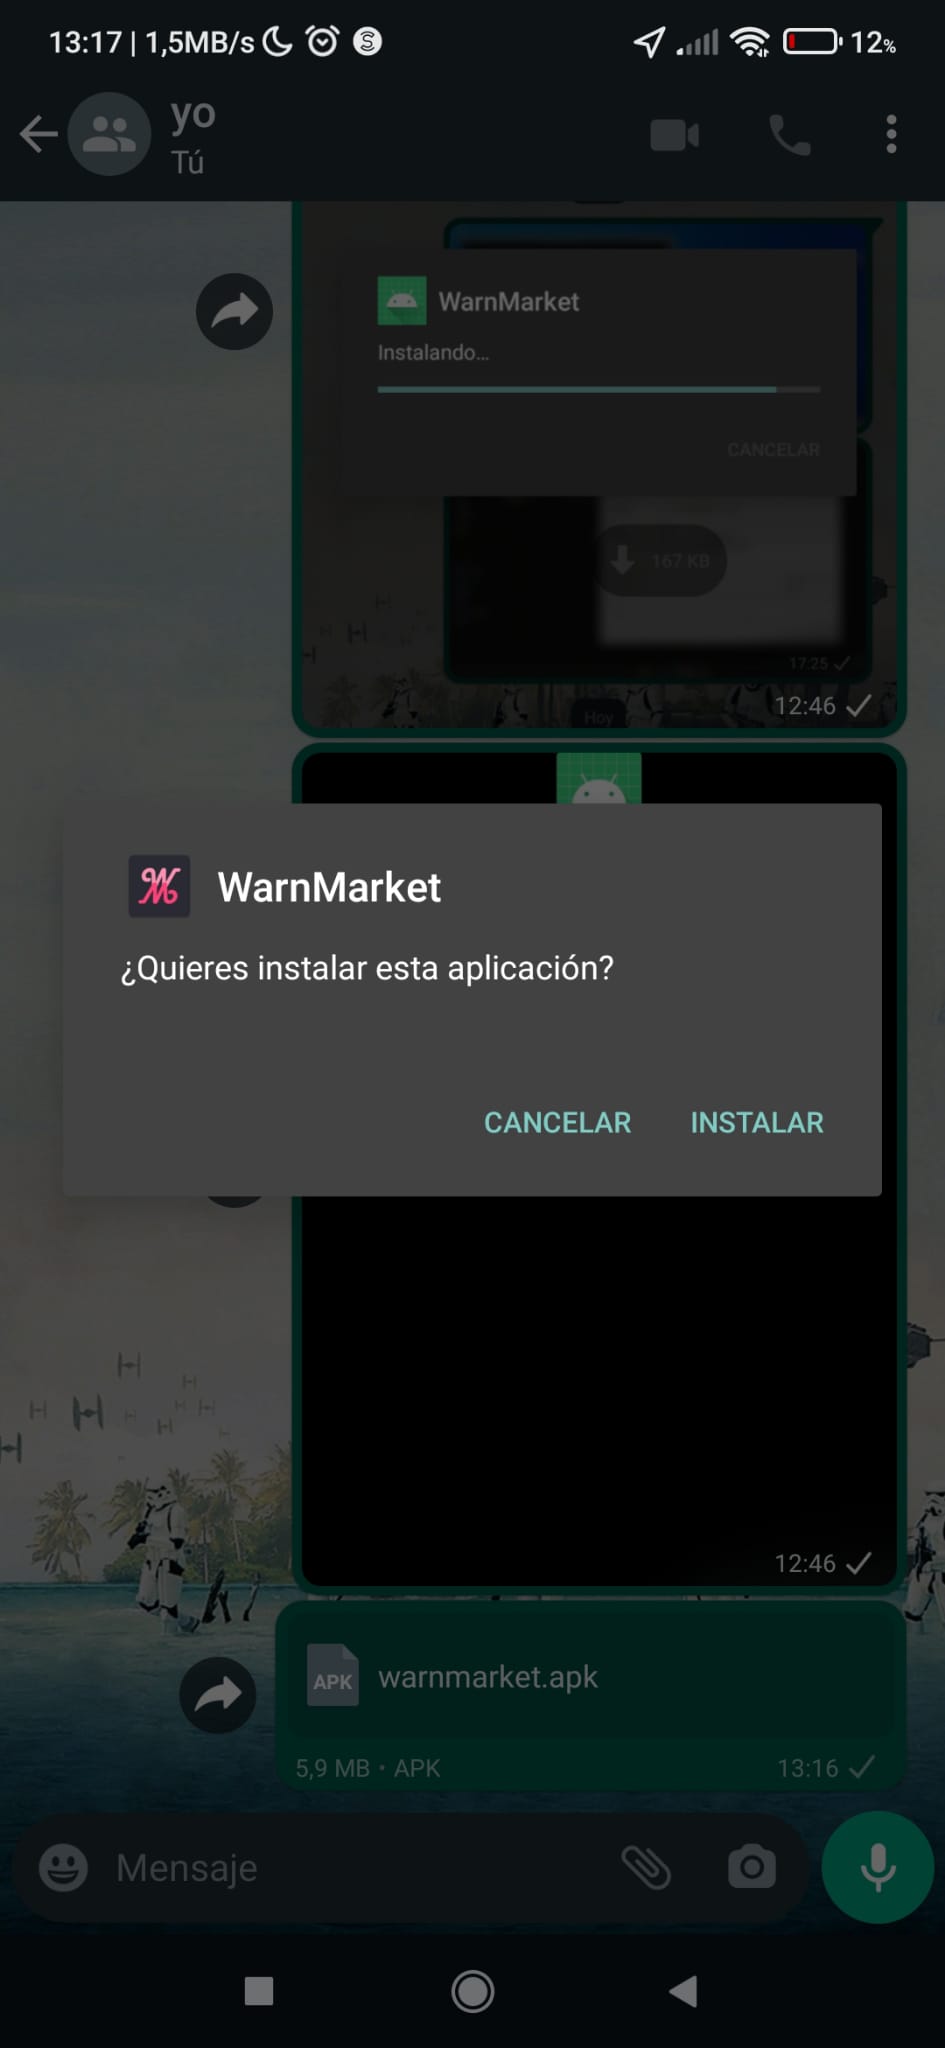 13:17 | 1,5MB/s
12%
yo
Tú
WarnMarket
Instalando...
CANCELAR
167 KB
17:25
12:46
Hoy
WarnMarket
¿Quieres instalar esta aplicación?
CANCELAR
INSTALAR
12:46
APK
warnmarket.apk
5,9 MB • APK
13:16
Mensaje